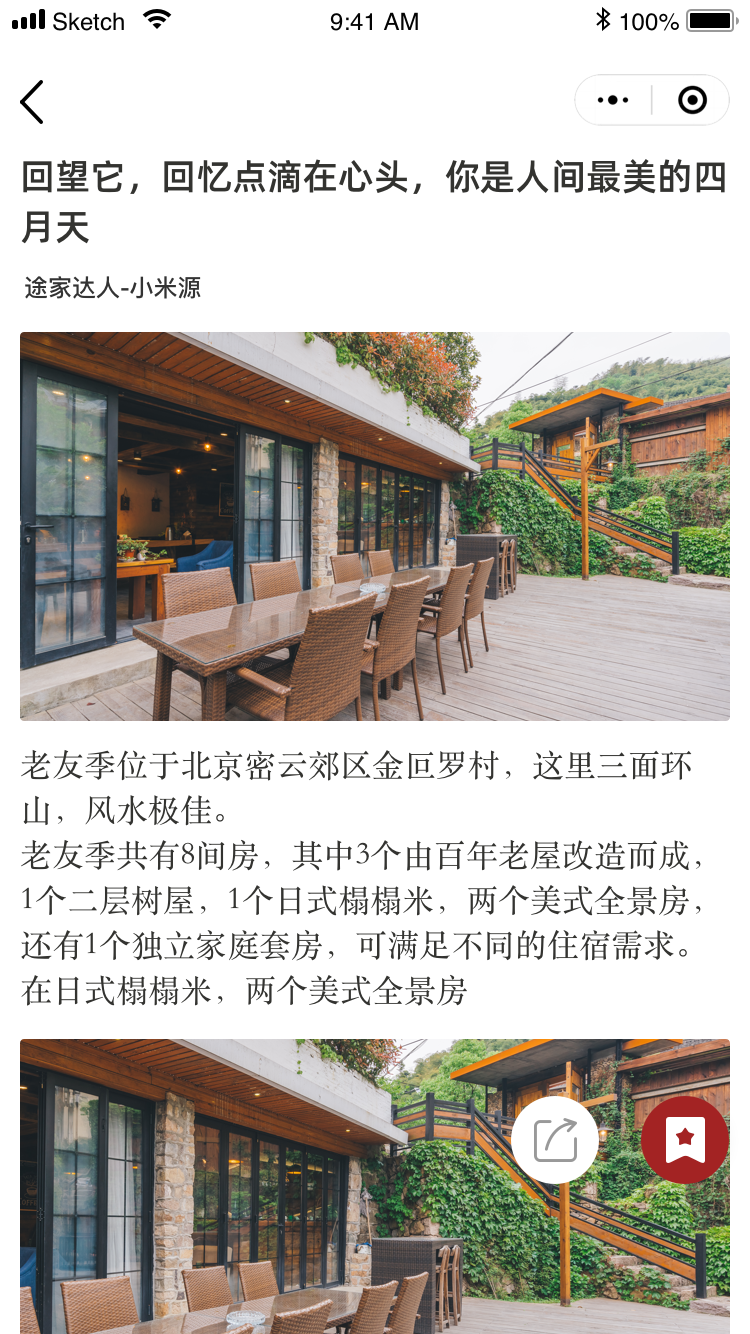 Sketch 9:41 AM 100%
回望它，回忆点滴在心头，你是人间最美的四
月天
途家达人-小米源
老友季位于北京密云郊区金叵罗村，这里三面环
山，风水极佳。
老友季共有8间房，其中3个由百年老屋改造而成，
1个二层树屋，1个日式榻榻米，两个美式全景房，
还有1个独立家庭套房，可满足不同的住宿需求。
在日式榻榻米，两个美式全景房